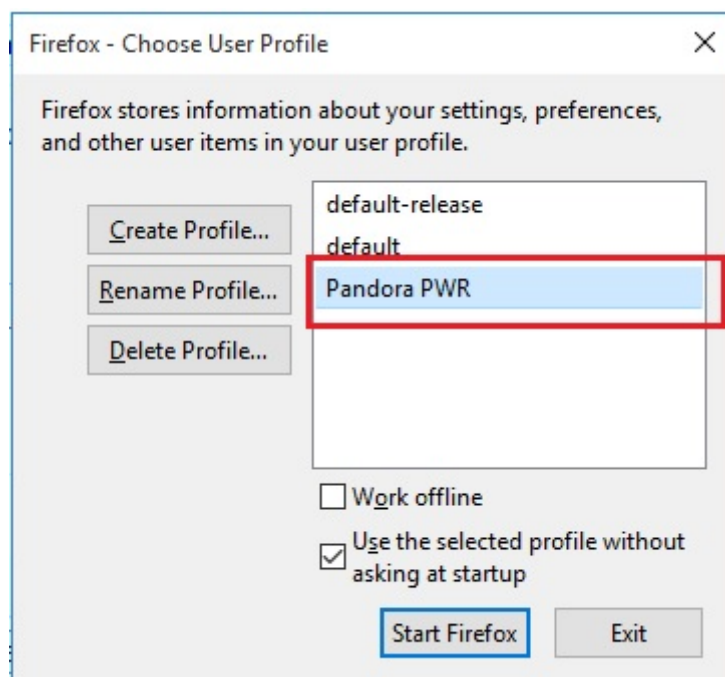 Firefox - Choose User Profile
Firefox stores information about your settings, preferences,
and other user items in your user profile.
Create Profile...
Rename Profile...
Delete Profile...
default-release
default
Pandora PWR
Work offline
Use the selected profile without
asking at startup
Start Firefox
Exit